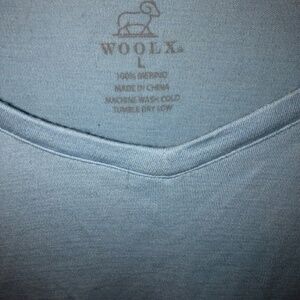 WOOLX®
L
100% MERINO
MADE IN CHINA
MACHINE WASH COLD
TUMBLE DRY LOW